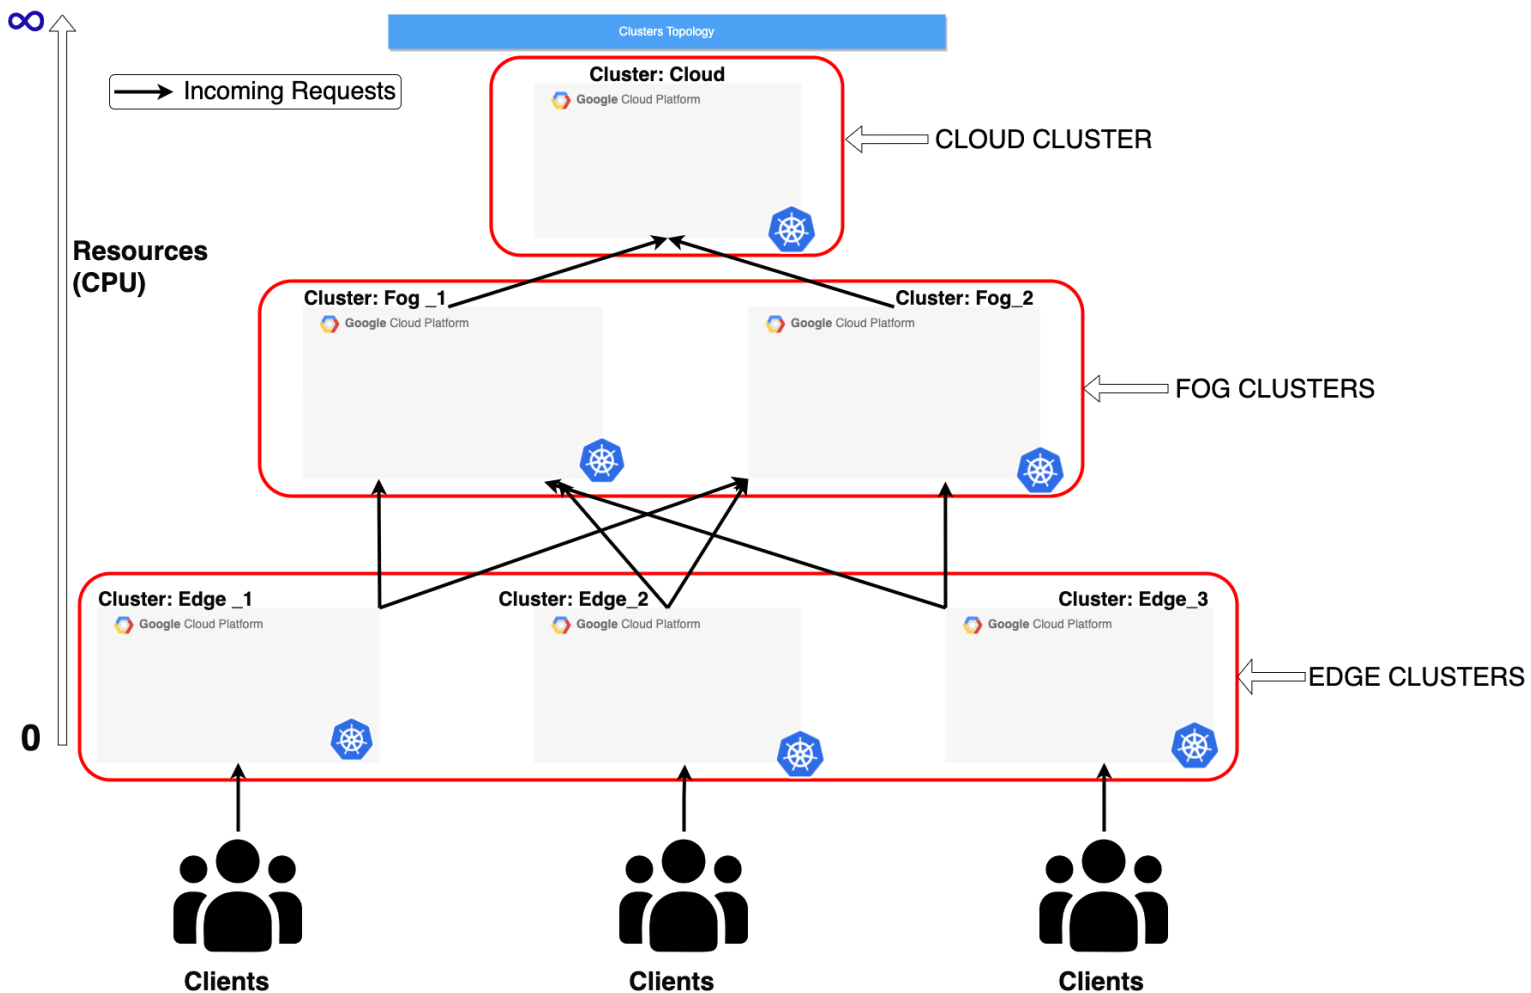 ∞
Clusters Topology
Cluster: Cloud
Incoming Requests
Google Cloud Platform
CLOUD CLUSTER
Resources
(CPU)
Cluster: Fog _1
Cluster: Fog_2
Google Cloud Platform
Google Cloud Platform
FOG CLUSTERS
Cluster: Edge _1
Cluster: Edge_2
Cluster: Edge_3
Google Cloud Platform
Google Cloud Platform
Google Cloud Platform
EDGE CLUSTERS
0
Clients
Clients
Clients